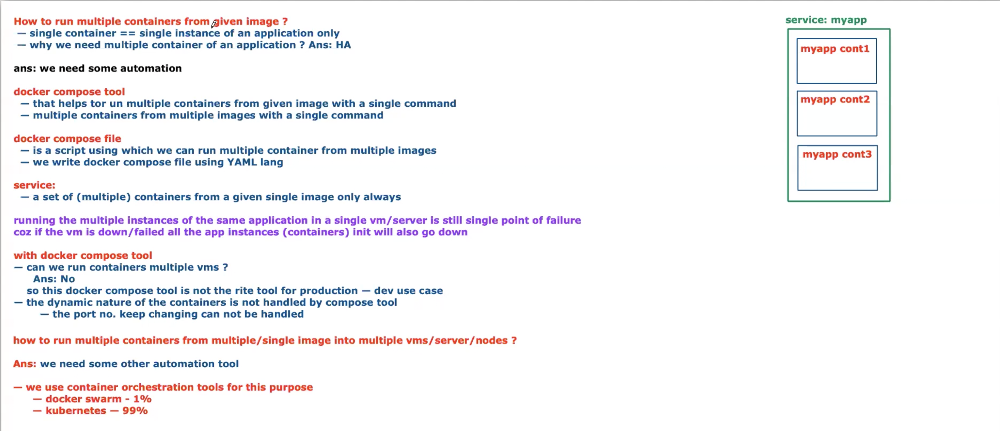 How to run multiple containers from given image ?
— single container == single instance of an application only
— why we need multiple container of an application ? Ans: HA
ans: we need some automation
docker compose tool
— that helps tor un multiple containers from given image with a single command
— multiple containers from multiple images with a single command
docker compose file
— is a script using which we can run multiple container from multiple images
— we write docker compose file using YAML lang
service:
— a set of (multiple) containers from a given single image only always
running the multiple instances of the same application in a single vm/server is still single point of failure
coz if the vm is down/failed all the app instances (containers) init will also go down
with docker compose tool
— can we run containers multiple vms ?
Ans: No
so this docker compose tool is not the rite tool for production — dev use case
— the dynamic nature of the containers is not handled by compose tool
— the port no. keep changing can not be handled
how to run multiple containers from multiple/single image into multiple vms/server/nodes ?
Ans: we need some other automation tool
— we use container orchestration tools for this purpose
— docker swarm - 1%
— kubernetes — 99%
service: myapp
myapp cont1
myapp cont2
myapp cont3